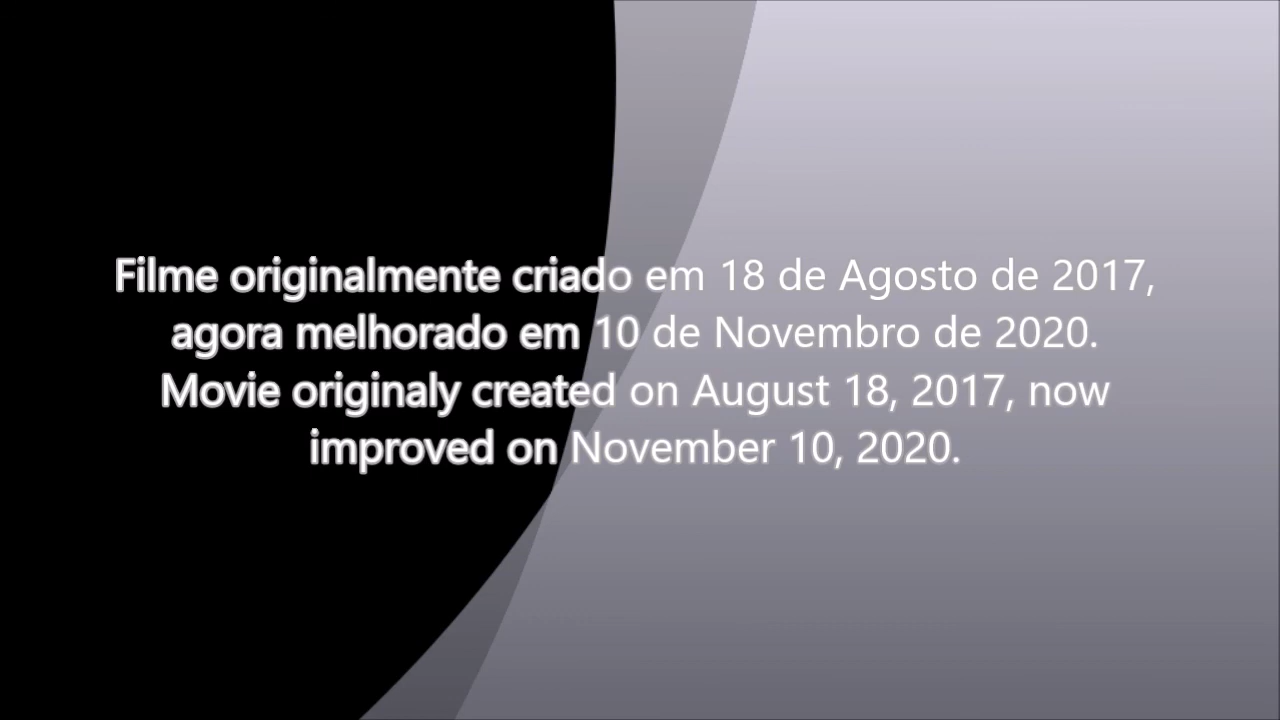 Filme originalmente criado em 18 de Agosto de 2017,
agora melhorado em 10 de Novembro de 2020.
Movie originaly created on August 18, 2017, now
improved on November 10, 2020.